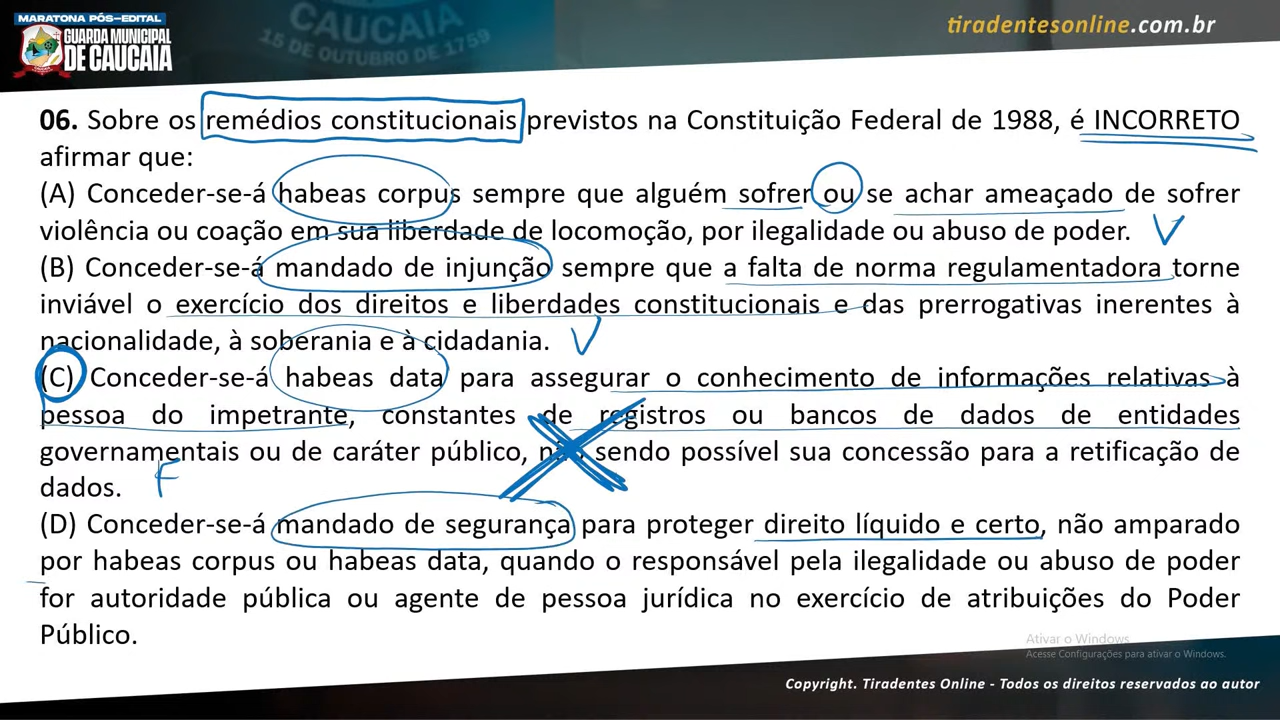 MARATONA PÓS-EDITAL
GUARDA MUNICIPAL
DE CAUCAIA
CAUCAIA
15 DE OUTUBRO DE 1759
tiradentesonline.com.br
06. Sobre os remédios constitucionais previstos na Constituição Federal de 1988, é INCORRETO
afirmar que:
(A) Conceder-se-á habeas corpus sempre que alguém sofrer ou se achar ameaçado de sofrer
violência ou coação em sua liberdade de locomoção, por ilegalidade ou abuso de poder. V
(B) Conceder-se-á mandado de injunção sempre que a falta de norma regulamentadora torne
inviável o exercício dos direitos e liberdades constitucionais e das prerrogativas inerentes à
nacionalidade, à soberania e à cidadania. V
(C) Conceder-se-á habeas data para assegurar o conhecimento de informações relativas à
pessoa do impetrante, constantes de registros ou bancos de dados de entidades
governamentais ou de caráter público, não sendo possível sua concessão para a retificação de
dados. F
(D) Conceder-se-á mandado de segurança para proteger direito líquido e certo, não amparado
por habeas corpus ou habeas data, quando o responsável pela ilegalidade ou abuso de poder
for autoridade pública ou agente de pessoa jurídica no exercício de atribuições do Poder
Público.
Ativar o Windows
Acesse Configurações para ativar o Windows.
Copyright. Tiradentes Online - Todos os direitos reservados ao autor